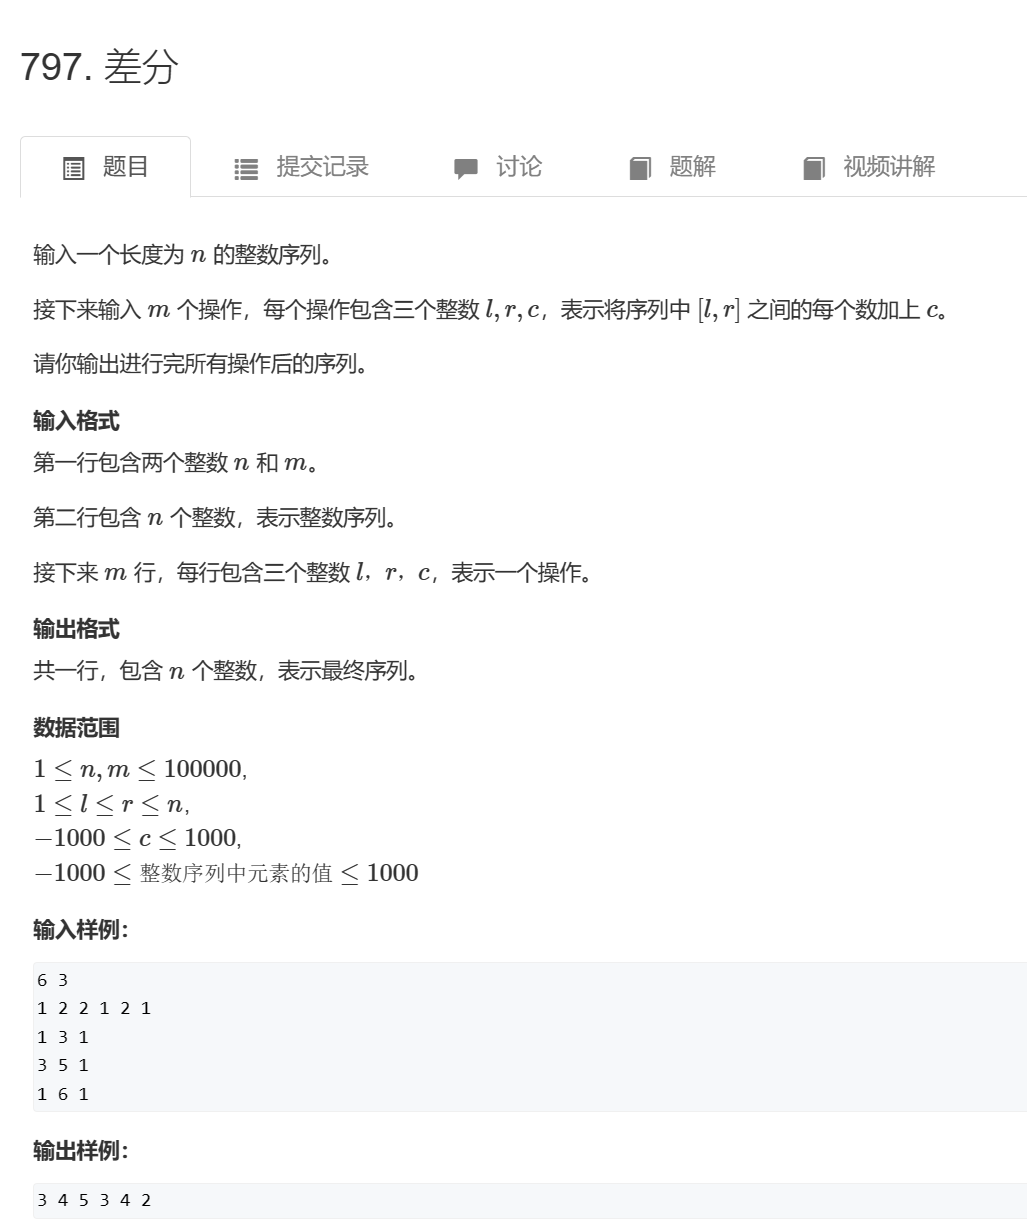 797. 差分
题目 提交记录 讨论 题解 视频讲解
输入一个长度为 n 的整数序列。
接下来输入 m 个操作，每个操作包含三个整数 l, r, c，表示将序列中 [l, r] 之间的每个数加上 c。
请你输出进行完所有操作后的序列。
输入格式
第一行包含两个整数 n 和 m。
第二行包含 n 个整数，表示整数序列。
接下来 m 行，每行包含三个整数 l，r，c，表示一个操作。
输出格式
共一行，包含 n 个整数，表示最终序列。
数据范围
1 ≤ n, m ≤ 100000,
1 ≤ l ≤ r ≤ n,
−1000 ≤ c ≤ 1000,
−1000 ≤ 整数序列中元素的值 ≤ 1000
输入样例：
6 3
1 2 2 1 2 1
1 3 1
3 5 1
1 6 1
输出样例：
3 4 5 3 4 2